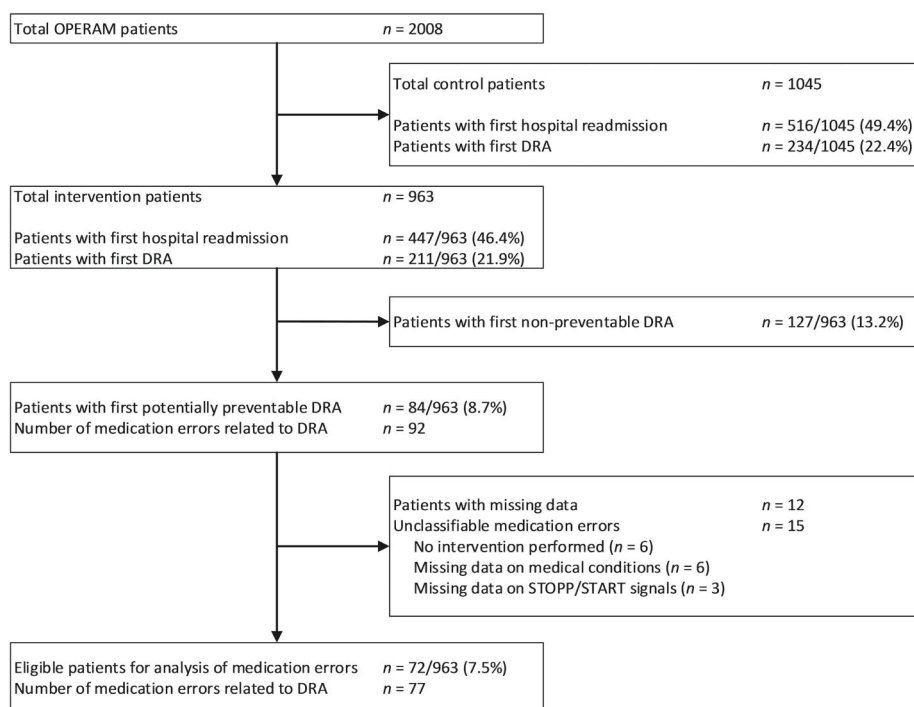 Total OPERAM patients n = 2008
Total control patients n = 1045
Patients with first hospital readmission n = 516/1045 (49.4%)
Patients with first DRA n = 234/1045 (22.4%)
Total intervention patients n = 963
Patients with first hospital readmission n = 447/963 (46.4%)
Patients with first DRA n = 211/963 (21.9%)
Patients with first non-preventable DRA n = 127/963 (13.2%)
Patients with first potentially preventable DRA n = 84/963 (8.7%)
Number of medication errors related to DRA n = 92
Patients with missing data n = 12
Unclassifiable medication errors n = 15
No intervention performed (n = 6)
Missing data on medical conditions (n = 6)
Missing data on STOPP/START signals (n = 3)
Eligible patients for analysis of medication errors n = 72/963 (7.5%)
Number of medication errors related to DRA n = 77